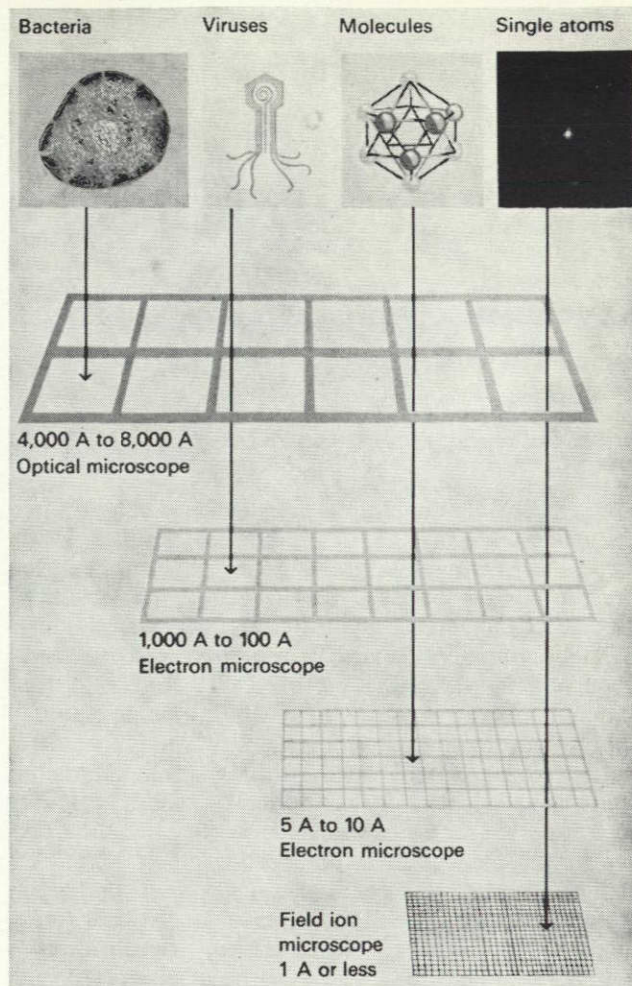 Bacteria
Viruses
Molecules
Single atoms
4,000 A to 8,000 A
Optical microscope
1,000 A to 100 A
Electron microscope
5 A to 10 A
Electron microscope
Field ion
microscope
1 A or less